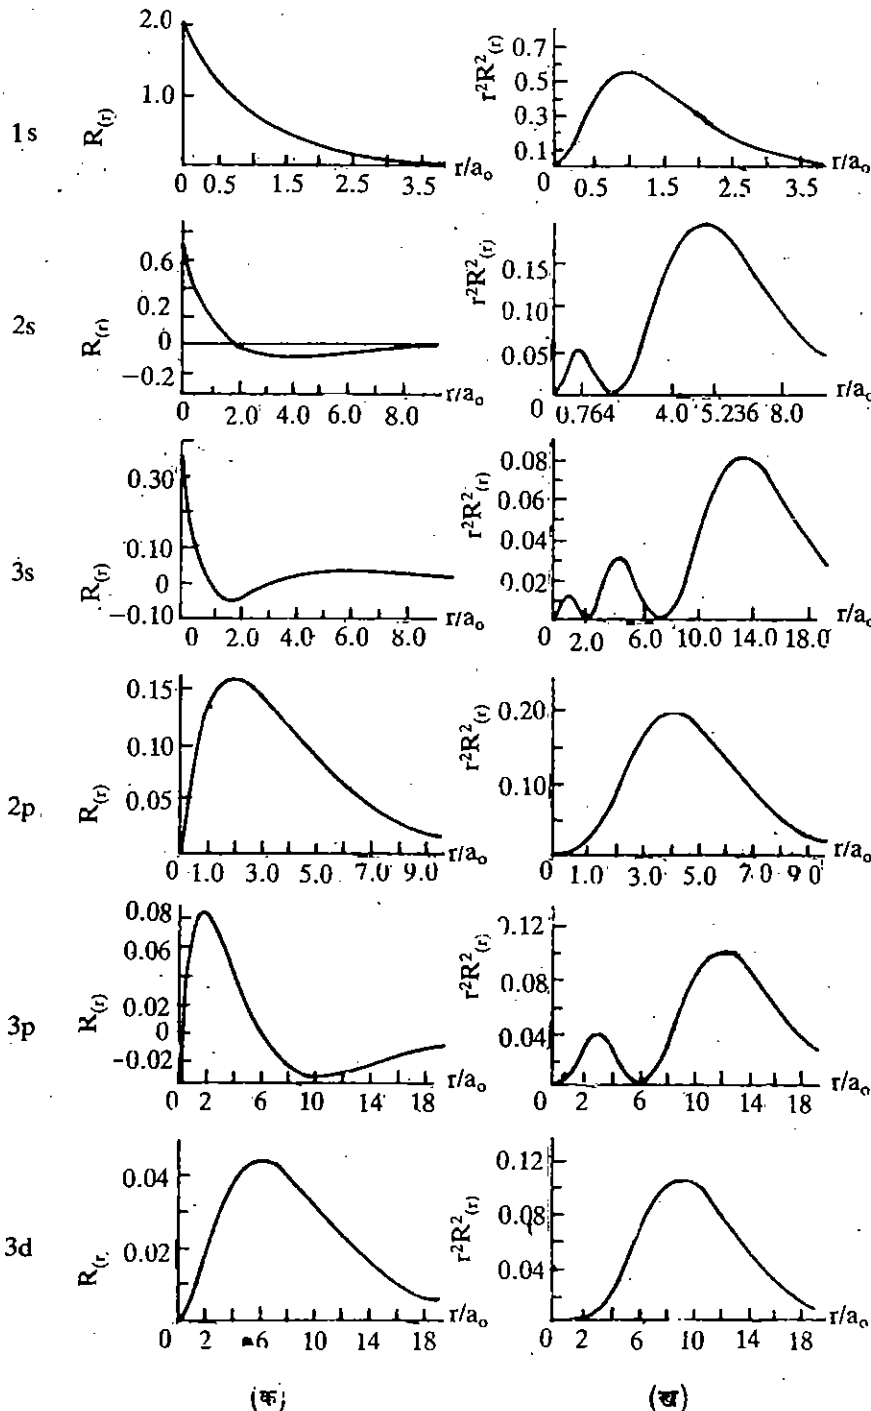 2.0
1.0
1s
R(r)
0 0.5 1.5 2.5 3.5 r/a₀
r²R²(r)
0.7
0.5
0.3
0.1
0 0.5 1.5 2.5 3.5 r/a₀
0.6
0.2
0
−0.2
2s
R(r)
0 2.0 4.0 6.0 8.0 r/a₀
r²R²(r)
0.15
0.10
0.05
0 0.764 4.0 5.236 8.0 r/a₀
0.30
0.10
0
−0.10
3s
R(r)
0 2.0 4.0 6.0 8.0 r/a₀
r²R²(r)
0.08
0.06
0.04
0.02
0 2.0 6.0 10.0 14.0 18.0 r/a₀
0.15
0.10
0.05
2p
R(r)
0 1.0 3.0 5.0 7.0 9.0 r/a₀
r²R²(r)
0.20
0.10
0 1.0 3.0 5.0 7.0 9.0 r/a₀
0.08
0.06
0.02
0
−0.02
3p
R(r)
0 2 6 10 14 18 r/a₀
r²R²(r)
0.12
0.08
0.04
0 2 6 10 14 18 r/a₀
0.04
0.02
3d
R(r)
0 2 6 10 14 18 r/a₀
r²R²(r)
0.12
0.08
0.04
0 2 6 10 14 18 r/a₀
(क)
(ख)